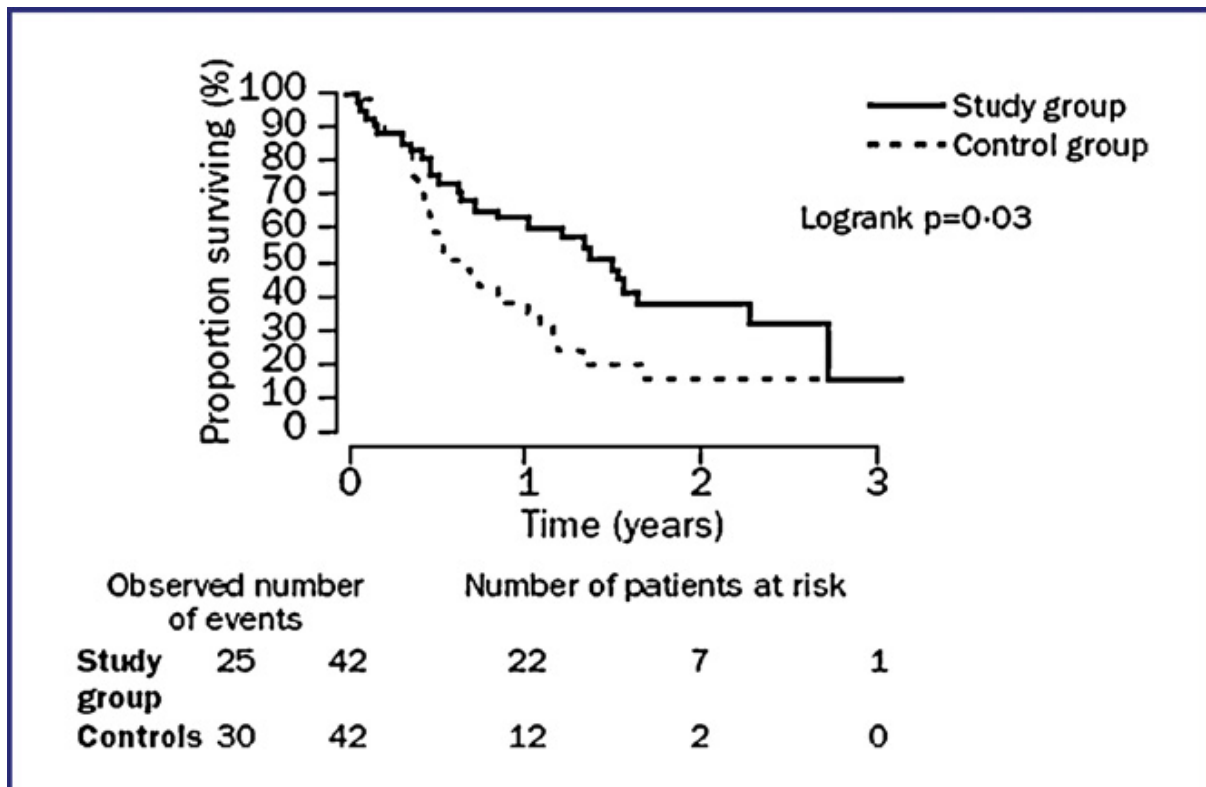 Proportion surviving (%)
100
90
80
70
60
50
40
30
20
10
0
Study group
Control group
Logrank p=0·03
0 1 2 3
Time (years)
Observed number Number of patients at risk
of events
Study 25 42 22 7 1
group
Controls 30 42 12 2 0